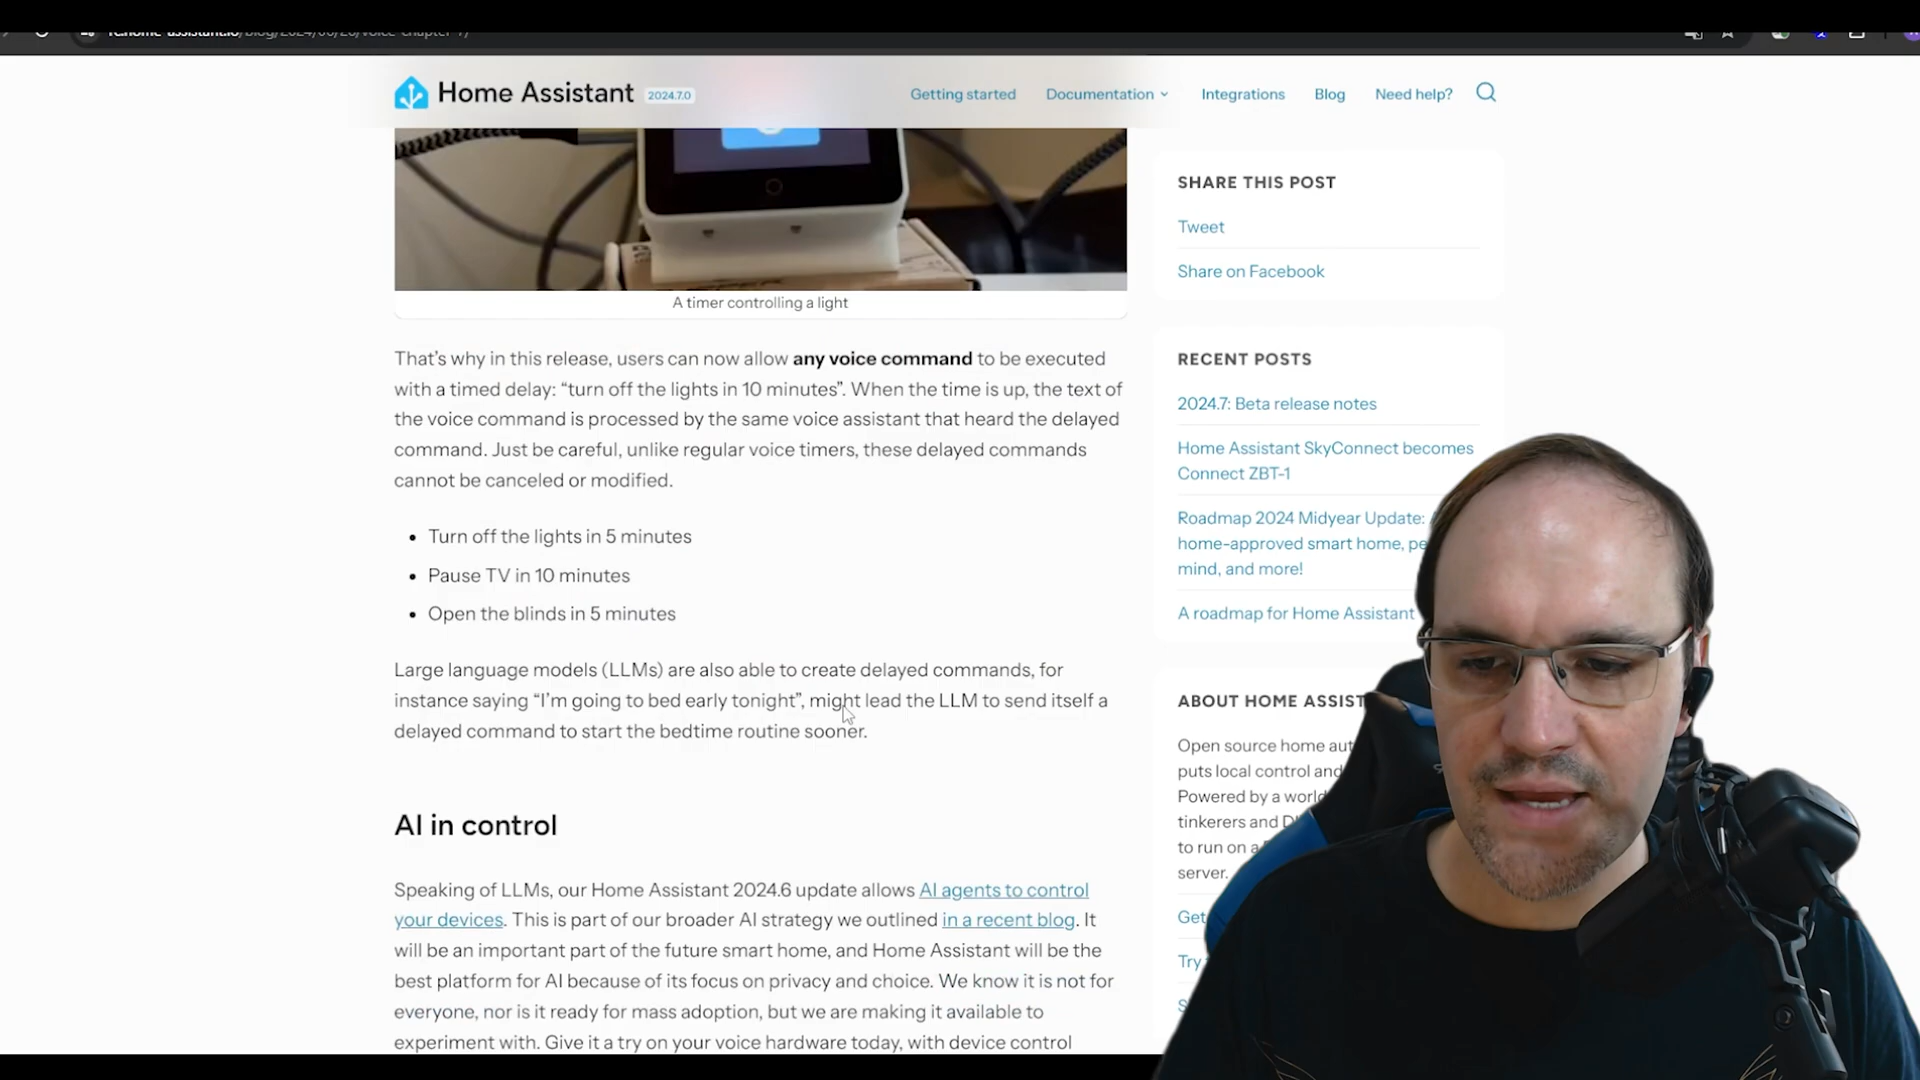 Home Assistant 2024.7.0
Getting started
Documentation
Integrations
Blog
Need help?
A timer controlling a light
That's why in this release, users can now allow any voice command to be executed
with a timed delay: “turn off the lights in 10 minutes”. When the time is up, the text of
the voice command is processed by the same voice assistant that heard the delayed
command. Just be careful, unlike regular voice timers, these delayed commands
cannot be canceled or modified.
Turn off the lights in 5 minutes
Pause TV in 10 minutes
Open the blinds in 5 minutes
Large language models (LLMs) are also able to create delayed commands, for
instance saying “I'm going to bed early tonight”, might lead the LLM to send itself a
delayed command to start the bedtime routine sooner.
AI in control
Speaking of LLMs, our Home Assistant 2024.6 update allows AI agents to control
your devices. This is part of our broader AI strategy we outlined in a recent blog. It
will be an important part of the future smart home, and Home Assistant will be the
best platform for AI because of its focus on privacy and choice. We know it is not for
everyone, nor is it ready for mass adoption, but we are making it available to
experiment with. Give it a try on your voice hardware today, with device control
SHARE THIS POST
Tweet
Share on Facebook
RECENT POSTS
2024.7: Beta release notes
Home Assistant SkyConnect becomes
Connect ZBT-1
Roadmap 2024 Midyear Update:
home-approved smart home,
mind, and more!
A roadmap for Home Assistant
ABOUT HOME
Open source home
puts local control and
Powered by a
tinkerers and
to run on a
server.
Get
Try